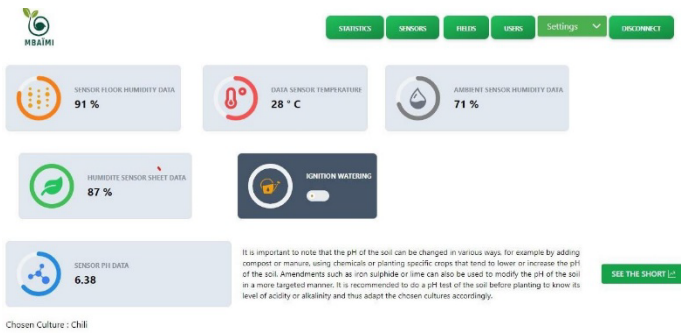 MBAÏMI
STATISTICS SENSORS FIELDS USERS Settings DISCONNECT
SENSOR FLOOR HUMIDITY DATA
91 %
DATA SENSOR TEMPERATURE
28 ° C
AMBIENT SENSOR HUMIDITY DATA
71 %
HUMIDITE SENSOR SHEET DATA
87 %
IGNITION WATERING
SENSOR PH DATA
6.38
It is important to note that the pH of the soil can be changed in various ways, for example by adding
compost or manure, using chemicals or planting specific crops that tend to lower or increase the pH
of the soil. Amendments such as iron sulphide or lime can also be used to modify the pH of the soil
in a more targeted manner. It is recommended to do a pH test of the soil before planting to know its
level of acidity or alkalinity and thus adapt the chosen cultures accordingly.
SEE THE SHORT
Chosen Culture : Chili